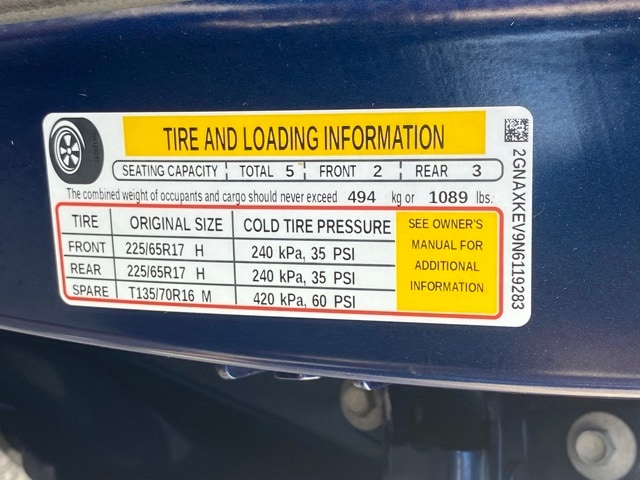 TIRE AND LOADING INFORMATION
SEATING CAPACITY TOTAL 5 FRONT 2 REAR 3
The combined weight of occupants and cargo should never exceed 494 kg or 1089 lbs.
TIRE ORIGINAL SIZE COLD TIRE PRESSURE
FRONT 225/65R17 H 240 kPa, 35 PSI
REAR 225/65R17 H 240 kPa, 35 PSI
SPARE T135/70R16 M 420 kPa, 60 PSI
SEE OWNER'S
MANUAL FOR
ADDITIONAL
INFORMATION
2GNAXKEV9N6119283